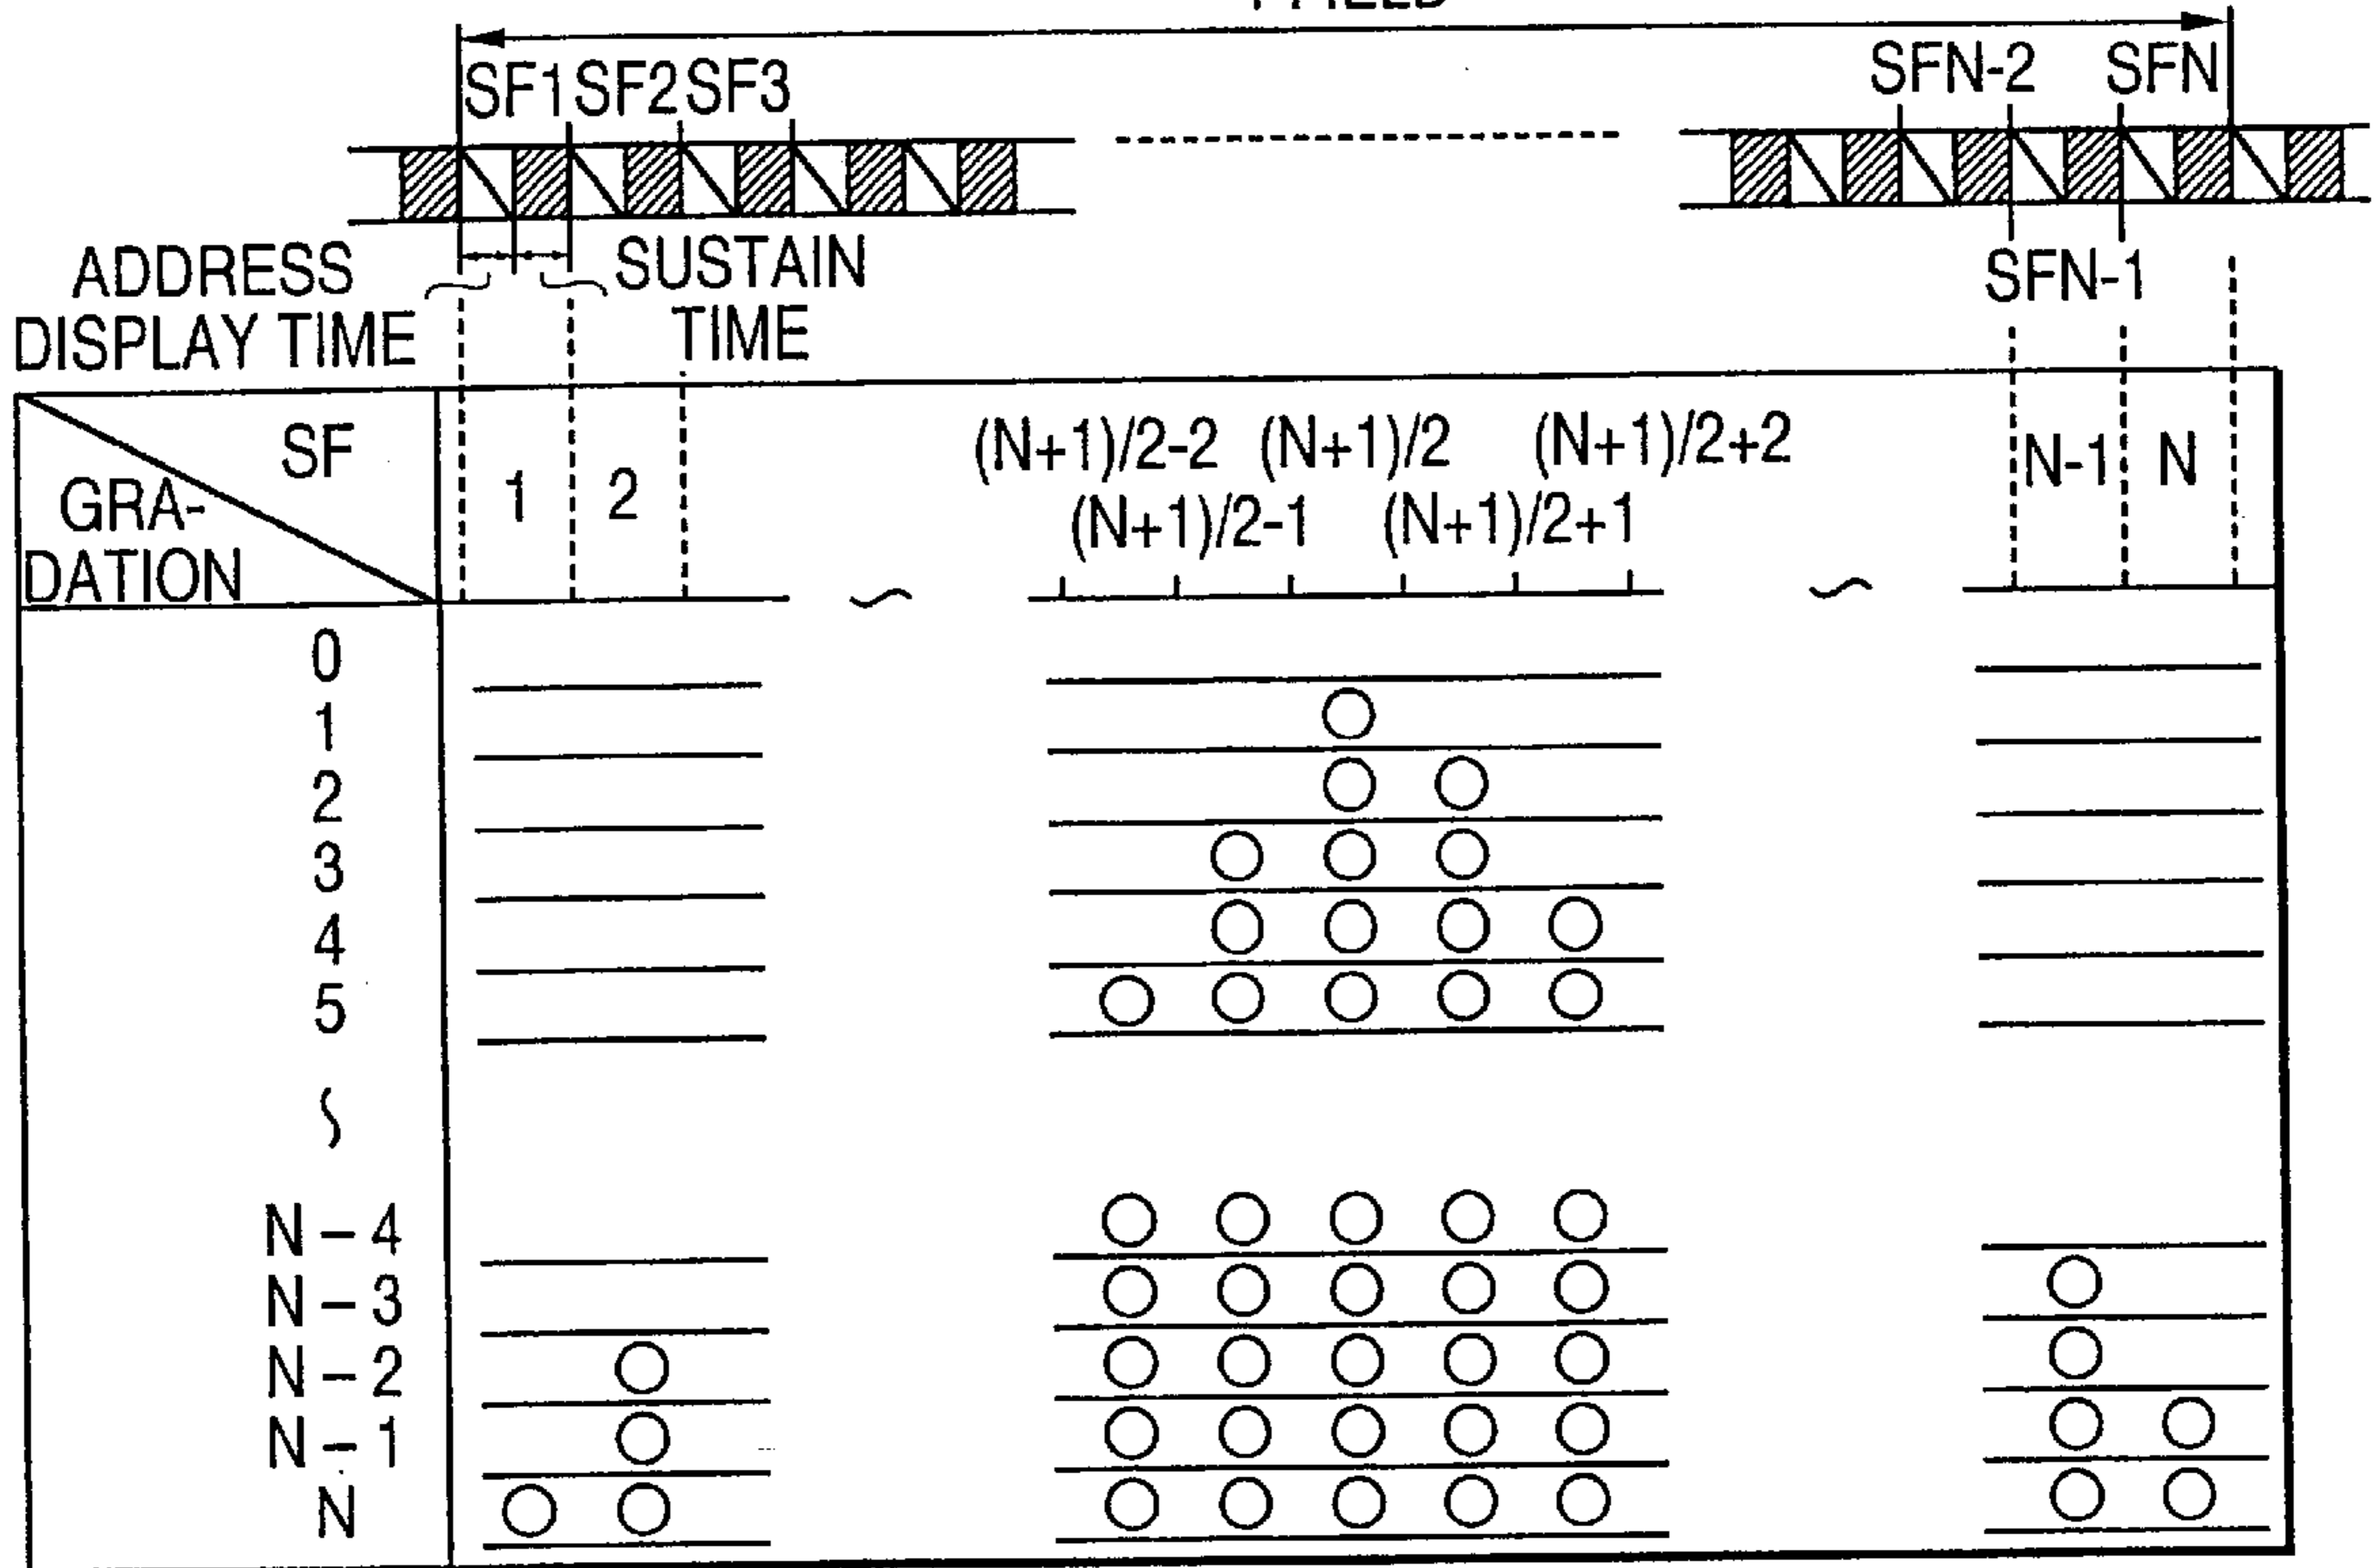 SF1 SF2 SF3
SFN-2 SFN
ADDRESS
DISPLAY TIME
SUSTAIN
TIME
SFN-1
SF
GRA-
DATION
1 2
(N+1)/2-2 (N+1)/2 (N+1)/2+2
(N+1)/2-1 (N+1)/2+1
N-1 N
0
1
2
3
4
5
N-4
N-3
N-2
N-1
N